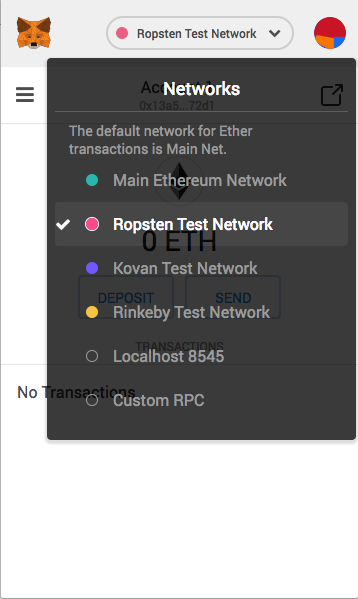 Ropsten Test Network
Account 1
0x13a5...72d1
Networks
The default network for Ether
transactions is Main Net.
Main Ethereum Network
Ropsten Test Network
0 ETH
Kovan Test Network
DEPOSIT SEND
Rinkeby Test Network
TRANSACTIONS
Localhost 8545
No Transactions
Custom RPC